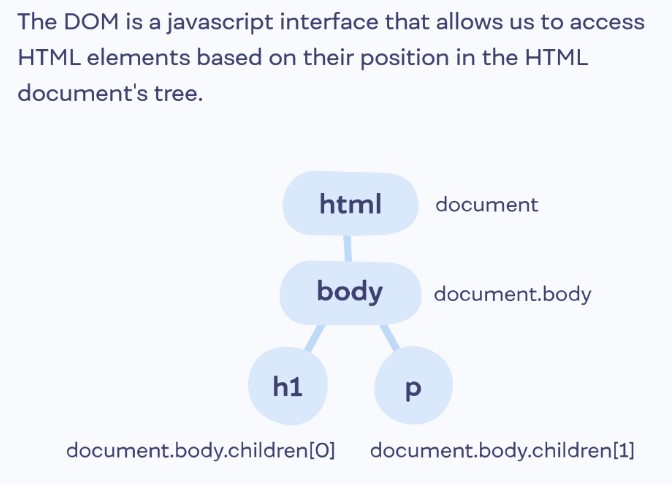 The DOM is a javascript interface that allows us to access
HTML elements based on their position in the HTML
document's tree.
html
document
body
document.body
h1
p
document.body.children[0]
document.body.children[1]